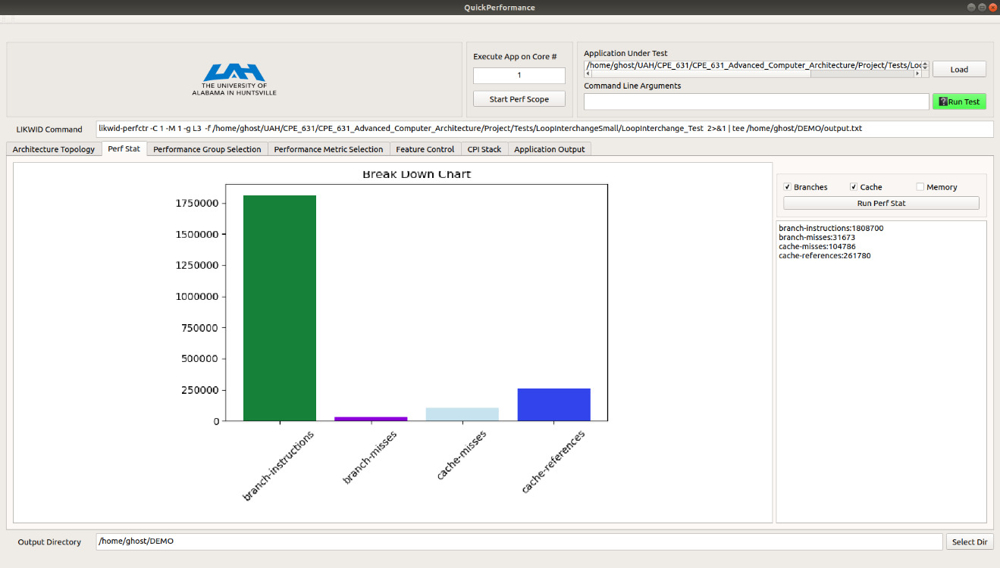 QuickPerformance
THE UNIVERSITY OF
ALABAMA IN HUNTSVILLE
Execute App on Core #
1
Start Perf Scope
Application Under Test
/home/ghost/UAH/CPE_631/CPE_631_Advanced_Computer_Architecture/Project/Tests/
Load
Command Line Arguments
Run Test
LIKWID Command
likwid-perfctr -C 1 -M 1 -g L3 -f /home/ghost/UAH/CPE_631/CPE_631_Advanced_Computer_Architecture/Project/Tests/LoopInterchangeSmall/LoopInterchange_Test 2>&1 | tee /home/ghost/DEMO/output.txt
Architecture Topology Perf Stat Performance Group Selection Performance Metric Selection Feature Control CPI Stack Application Output
Break Down Chart
1750000
1500000
1250000
1000000
750000
500000
250000
0
branch-instructions
branch-misses
cache-misses
cache-references
Branches Cache Memory
Run Perf Stat
branch-instructions:1808700
branch-misses:31673
cache-misses:104786
cache-references:261780
Output Directory
/home/ghost/DEMO
Select Dir